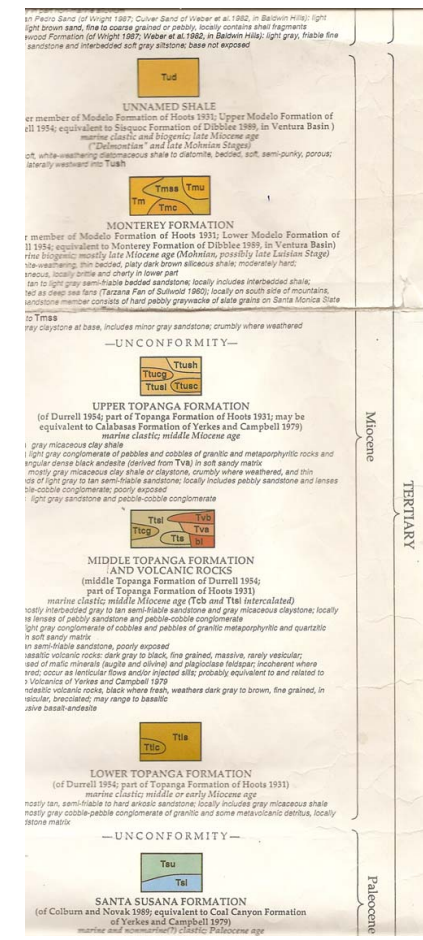 an Pedro Sand (of Wright 1987; Culver Sand of Weber et al.1982, in Baldwin Hills): light
light brown sand, fine to coarse grained or pebbly, locally contains shell fragments
ewood Formation (of Wright 1987; Weber et al.1982, in Baldwin Hills): light gray, friable fine
sandstone and interbedded soft gray siltstone; base not exposed
Tud
UNNAMED SHALE
er member of Modelo Formation of Hoots 1931; Upper Modelo Formation of
ell 1954; equivalent to Sisquoc Formation of Dibblee 1989, in Ventura Basin )
marine clastic and biogenic; late Miocene age
("Delmontian" and late Mohnian Stages)
oft, white-weathering diatomaceous shale to diatomite, bedded, soft, semi-punky, porous;
laterally westward into Tush
Tmss
Tmu
Tm
Tmc
MONTEREY FORMATION
r member of Modelo Formation of Hoots 1931; Lower Modelo Formation of
ll 1954; equivalent to Monterey Formation of Dibblee 1989, in Ventura Basin)
rine biogenic; mostly late Miocene age (Mohnian, possibly late Luisian Stage)
ite-weathering, thin bedded, platy dark brown siliceous shale; moderately hard;
sneous, locally brittle and cherty in lower part
tan to light gray semi-friable bedded sandstone; locally includes interbedded shale;
ted as deep sea fans (Tarzana Fan of Sullwold 1960); locally on south side of mountains,
andstone member consists of hard pebbly graywacke of slate grains on Santa Monica Slate
to Tmss
ray claystone at base, includes minor gray sandstone; crumbly where weathered
—UNCONFORMITY—
Ttush
Ttucg
Ttusl
Ttusc
UPPER TOPANGA FORMATION
(of Durrell 1954; part of Topanga Formation of Hoots 1931; may be
equivalent to Calabasas Formation of Yerkes and Campbell 1979)
marine clastic; middle Miocene age
gray micaceous clay shale
light gray conglomerate of pebbles and cobbles of granitic and metaporphyritic rocks and
angular dense black andesite (derived from Tva) in soft sandy matrix
mostly gray micaceous clay shale or claystone, crumbly where weathered, and thin
ds of light gray to tan semi-friable sandstone; locally includes pebbly sandstone and lenses
ble-cobble conglomerate; poorly exposed
light gray sandstone and pebble-cobble conglomerate
Ttsl
Tvb
Ttcg
Tva
Tts
bl
MIDDLE TOPANGA FORMATION
AND VOLCANIC ROCKS
(middle Topanga Formation of Durrell 1954;
part of Topanga Formation of Hoots 1931)
marine clastic; middle Miocene age (Tcb and Ttsl intercalated)
mostly interbedded gray to tan semi-friable sandstone and gray micaceous claystone; locally
es lenses of pebbly sandstone and pebble-cobble conglomerate
ight gray conglomerate of cobbles and pebbles of granitic metaporphyritic and quartzitic
in soft sandy matrix
an semi-friable sandstone, poorly exposed
asaltic volcanic rocks: dark gray to black, fine grained, massive, rarely vesicular;
sed of mafic minerals (augite and olivine) and plagioclase feldspar; incoherent where
ered; occur as lenticular flows and/or injected sills; probably equivalent to and related to
Volcanics of Yerkes and Campbell 1979
ndesitic volcanic rocks, black where fresh, weathers dark gray to brown, fine grained, in
sicular, brecciated; may range to basaltic
usive basalt-andesite
Ttls
Ttlc
LOWER TOPANGA FORMATION
(of Durrell 1954; part of Topanga Formation of Hoots 1931)
marine clastic; middle or early Miocene age
mostly tan, semi-friable to hard arkosic sandstone; locally includes gray micaceous shale
mostly gray cobble-pebble conglomerate of granitic and some metavolcanic detritus, locally
dstone matrix
—UNCONFORMITY—
Tsu
Tsl
SANTA SUSANA FORMATION
(of Colburn and Novak 1989; equivalent to Coal Canyon Formation
of Yerkes and Campbell 1979)
marine and nonmarine(?) clastic; Paleocene age
Miocene
TERTIARY
Paleocene